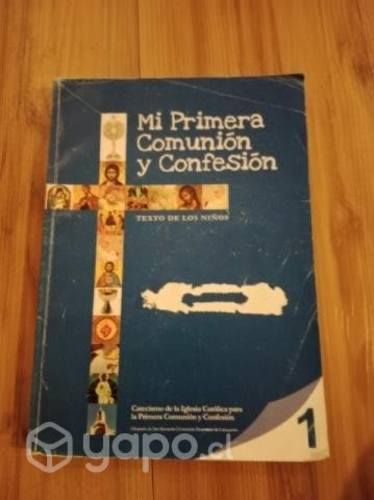 Mi Primera
Comunión
y Confesión
TEXTO DE LOS NIÑOS
Catecismo de la Iglesia Católica para
la Primera Comunión y Confesión
1
yapo.cl